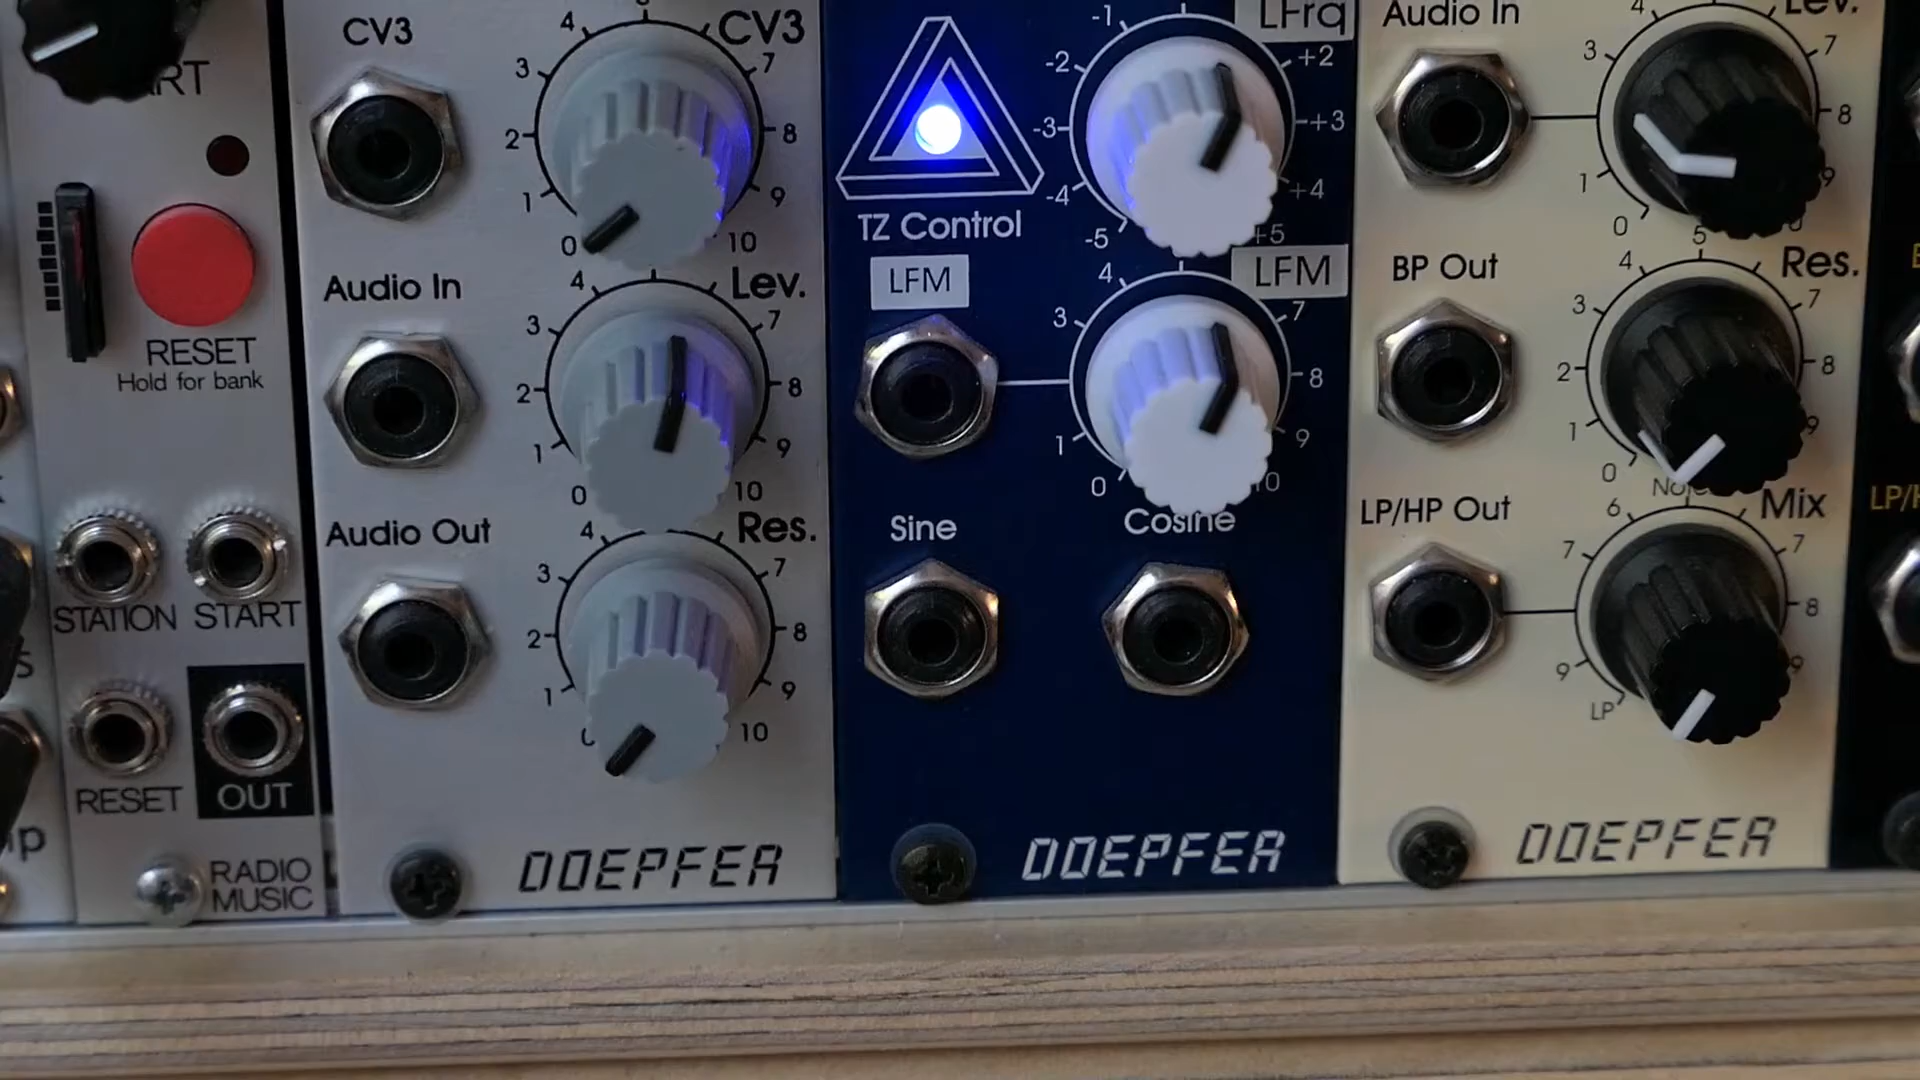 CV3
CV3
4
3
2
1
0
7
8
9
10
RESET
Hold for bank
STATION
START
RESET
OUT
RADIO
MUSIC
Audio In
Lev.
4
3
2
1
0
7
8
9
10
Audio Out
Res.
4
3
2
1
7
8
9
10
DOEPFER
LFrq
-1
-2
-3
-4
-5
+2
+3
+4
+5
TZ Control
LFM
LFM
4
3
1
0
7
8
9
10
Sine
Cosine
DOEPFER
Audio In
Lev.
4
3
1
0
7
8
9
BP Out
Res.
5
4
3
2
1
0
7
8
9
LP/HP Out
Mix
6
7
9
LP
7
8
9
DOEPFER